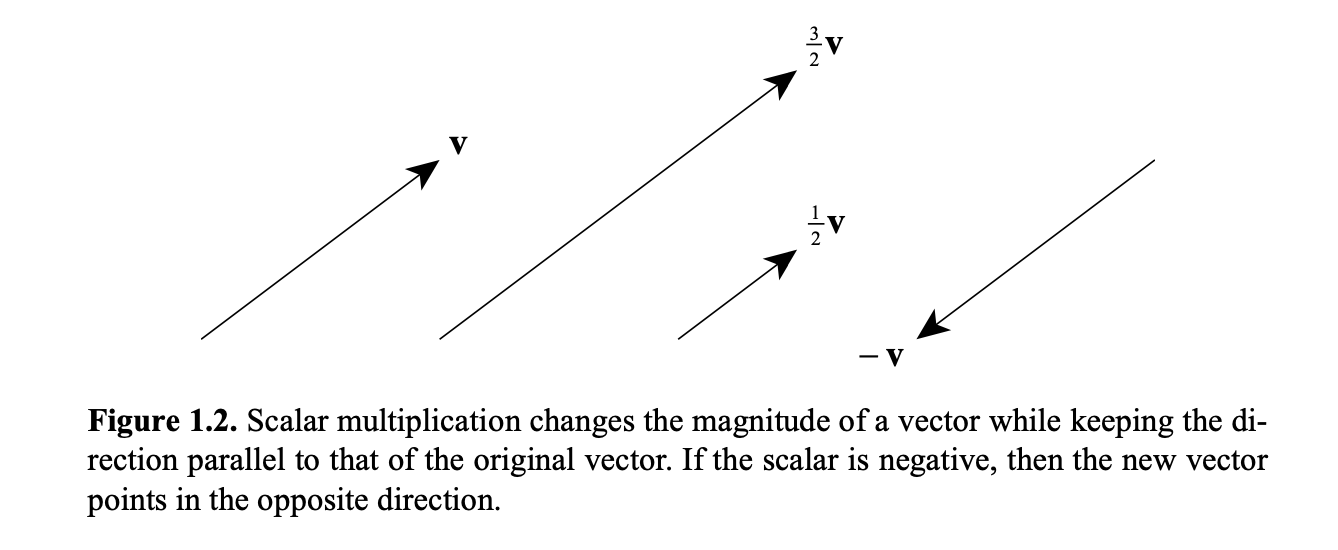 3/2 v
v
1/2 v
− v
Figure 1.2. Scalar multiplication changes the magnitude of a vector while keeping the di-
rection parallel to that of the original vector. If the scalar is negative, then the new vector
points in the opposite direction.